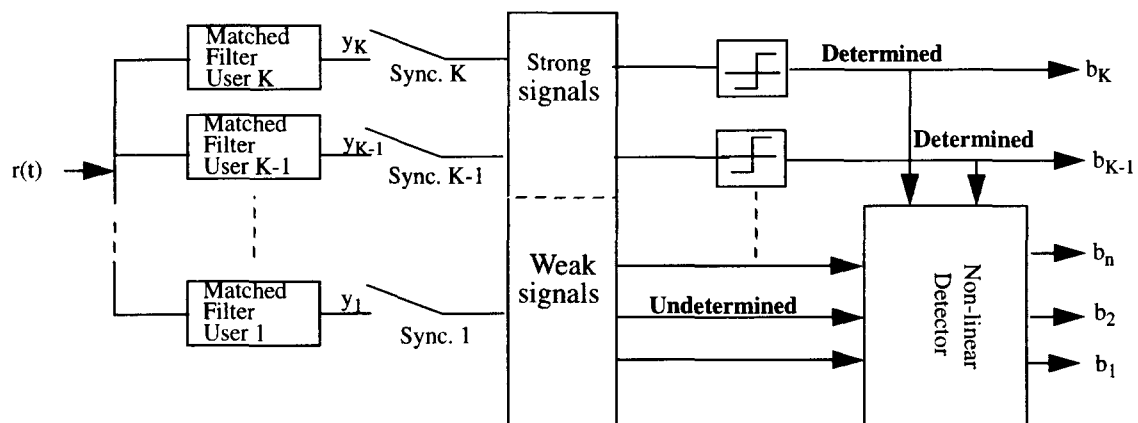 Matched
Filter
User K
y_K
Sync. K
Strong
signals
Determined
b_K
r(t)
Matched
Filter
User K-1
y_K-1
Sync. K-1
Determined
b_K-1
Matched
Filter
User 1
y_1
Sync. 1
Weak
signals
Undetermined
Non-linear
Detector
b_n
b_2
b_1